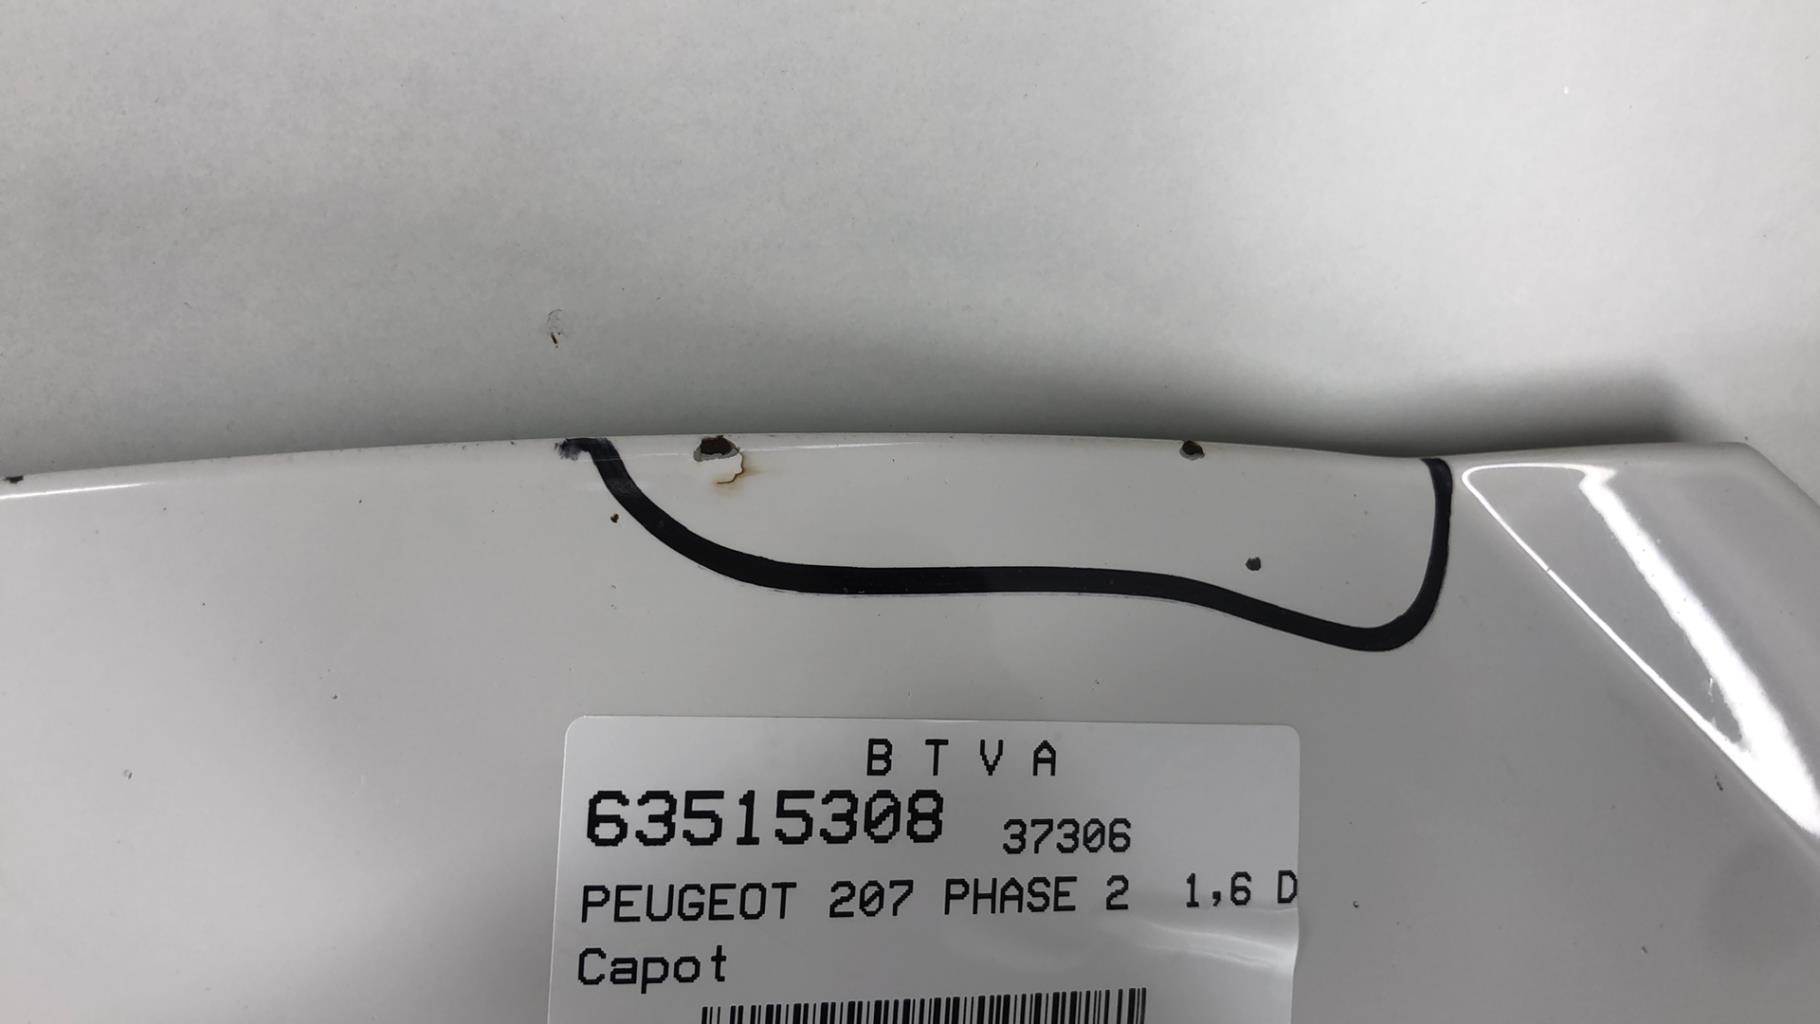 B T V A
63515308 37306
PEUGEOT 207 PHASE 2 1,6 D
Capot